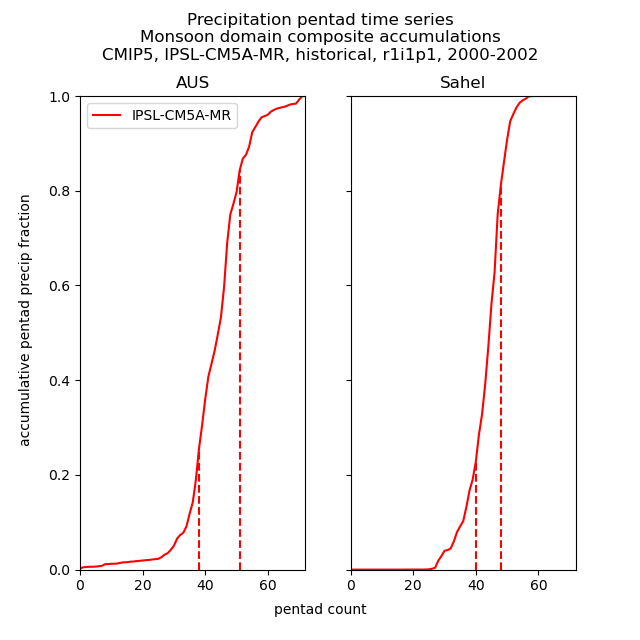 Precipitation pentad time series
Monsoon domain composite accumulations
CMIP5, IPSL-CM5A-MR, historical, r1i1p1, 2000-2002
AUS
Sahel
IPSL-CM5A-MR
1.0
0.8
0.6
0.4
0.2
0.0
accumulative pentad precip fraction
0 20 40 60
0 20 40 60
pentad count